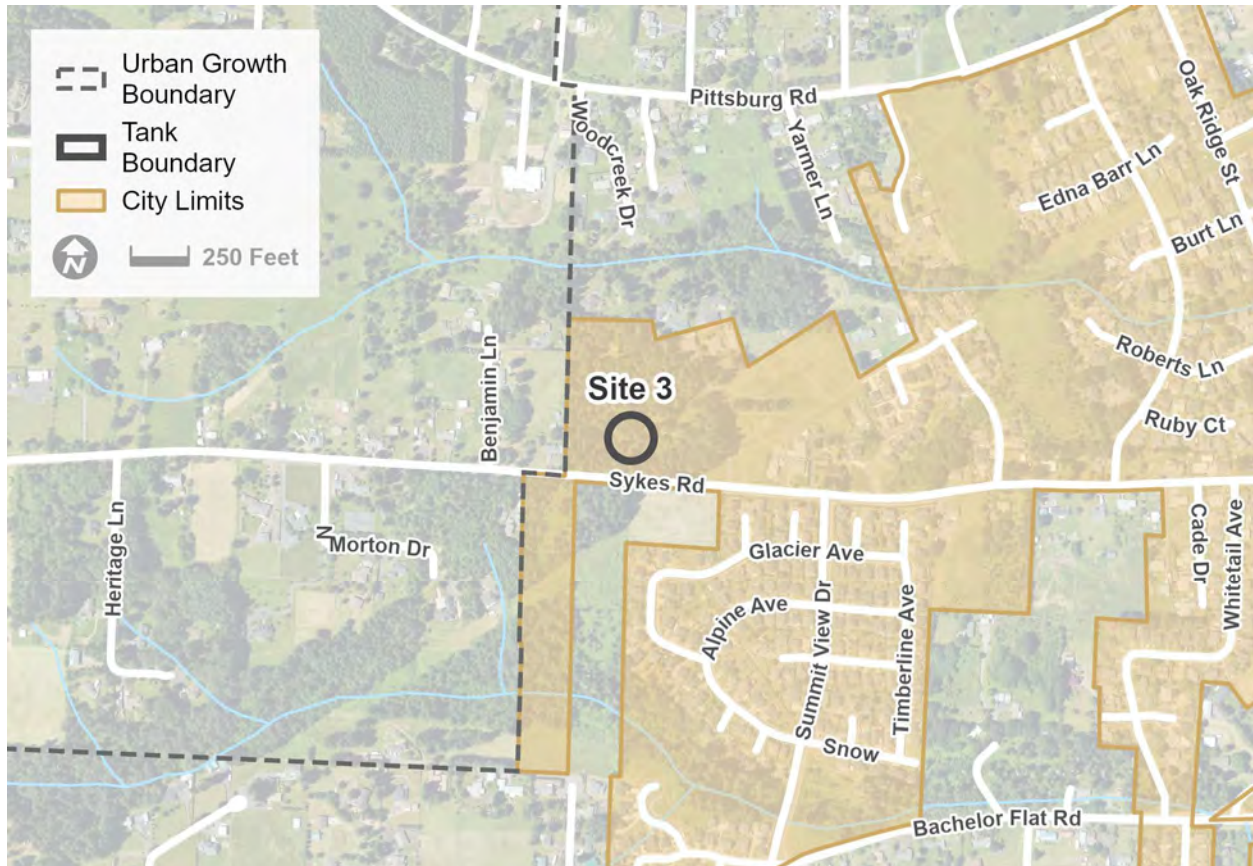 Urban Growth
Boundary
Tank
Boundary
City Limits
N
250 Feet
Pittsburg Rd
Oak Ridge St
Woodcreek Dr
Yarmer Ln
Edna Barr Ln
Burt Ln
Roberts Ln
Benjamin Ln
Site 3
Ruby Ct
Sykes Rd
Heritage Ln
N
Morton Dr
Glacier Ave
Cade Dr
Whitetail Ave
Alpine Ave
Summit View Dr
Timberline Ave
Snow
Bachelor Flat Rd